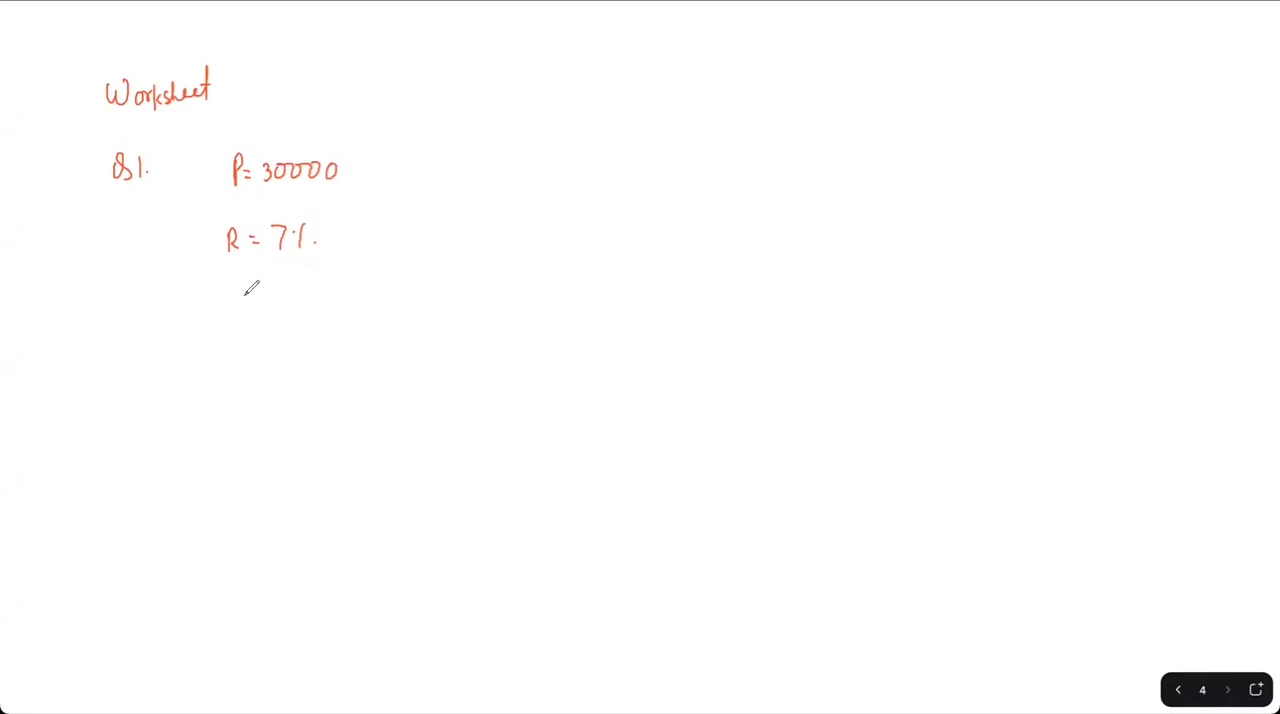 Worksheet
Q1. P= 30000
R = 7%.
4